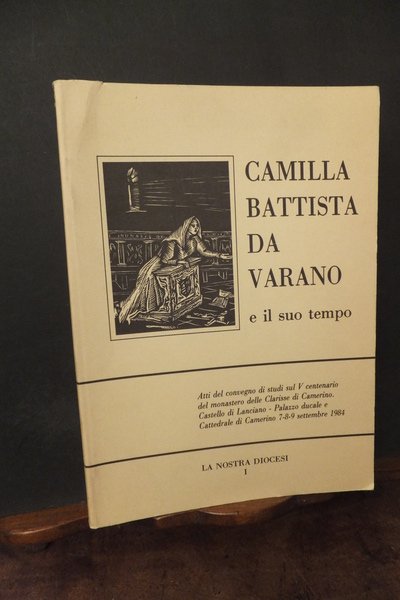 CAMILLA
BATTISTA
DA
VARANO
e il suo tempo
Atti del convegno di studi sul V centenario
del monastero delle Clarisse di Camerino.
Castello di Lanciano - Palazzo ducale e
Cattedrale di Camerino 7-8-9 settembre 1984
LA NOSTRA DIOCESI
1